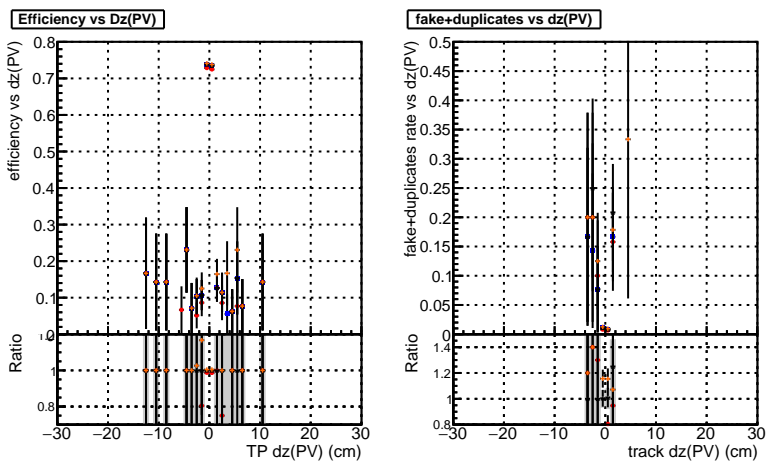 Efficiency vs Dz(PV)
efficiency vs dz(PV)
0.8
0.7
0.6
0.5
0.4
0.3
0.2
0.1
0
Ratio
1
0.8
−30 −20 −10 0 10 20 30
TP dz(PV) (cm)
fake+duplicates vs dz(PV)
fake+duplicates rate vs dz(PV)
0.5
0.45
0.4
0.35
0.3
0.25
0.2
0.15
0.1
0.05
0
Ratio
1.4
1.2
1
0.8
−30 −20 −10 0 10 20 30
track dz(PV) (cm)